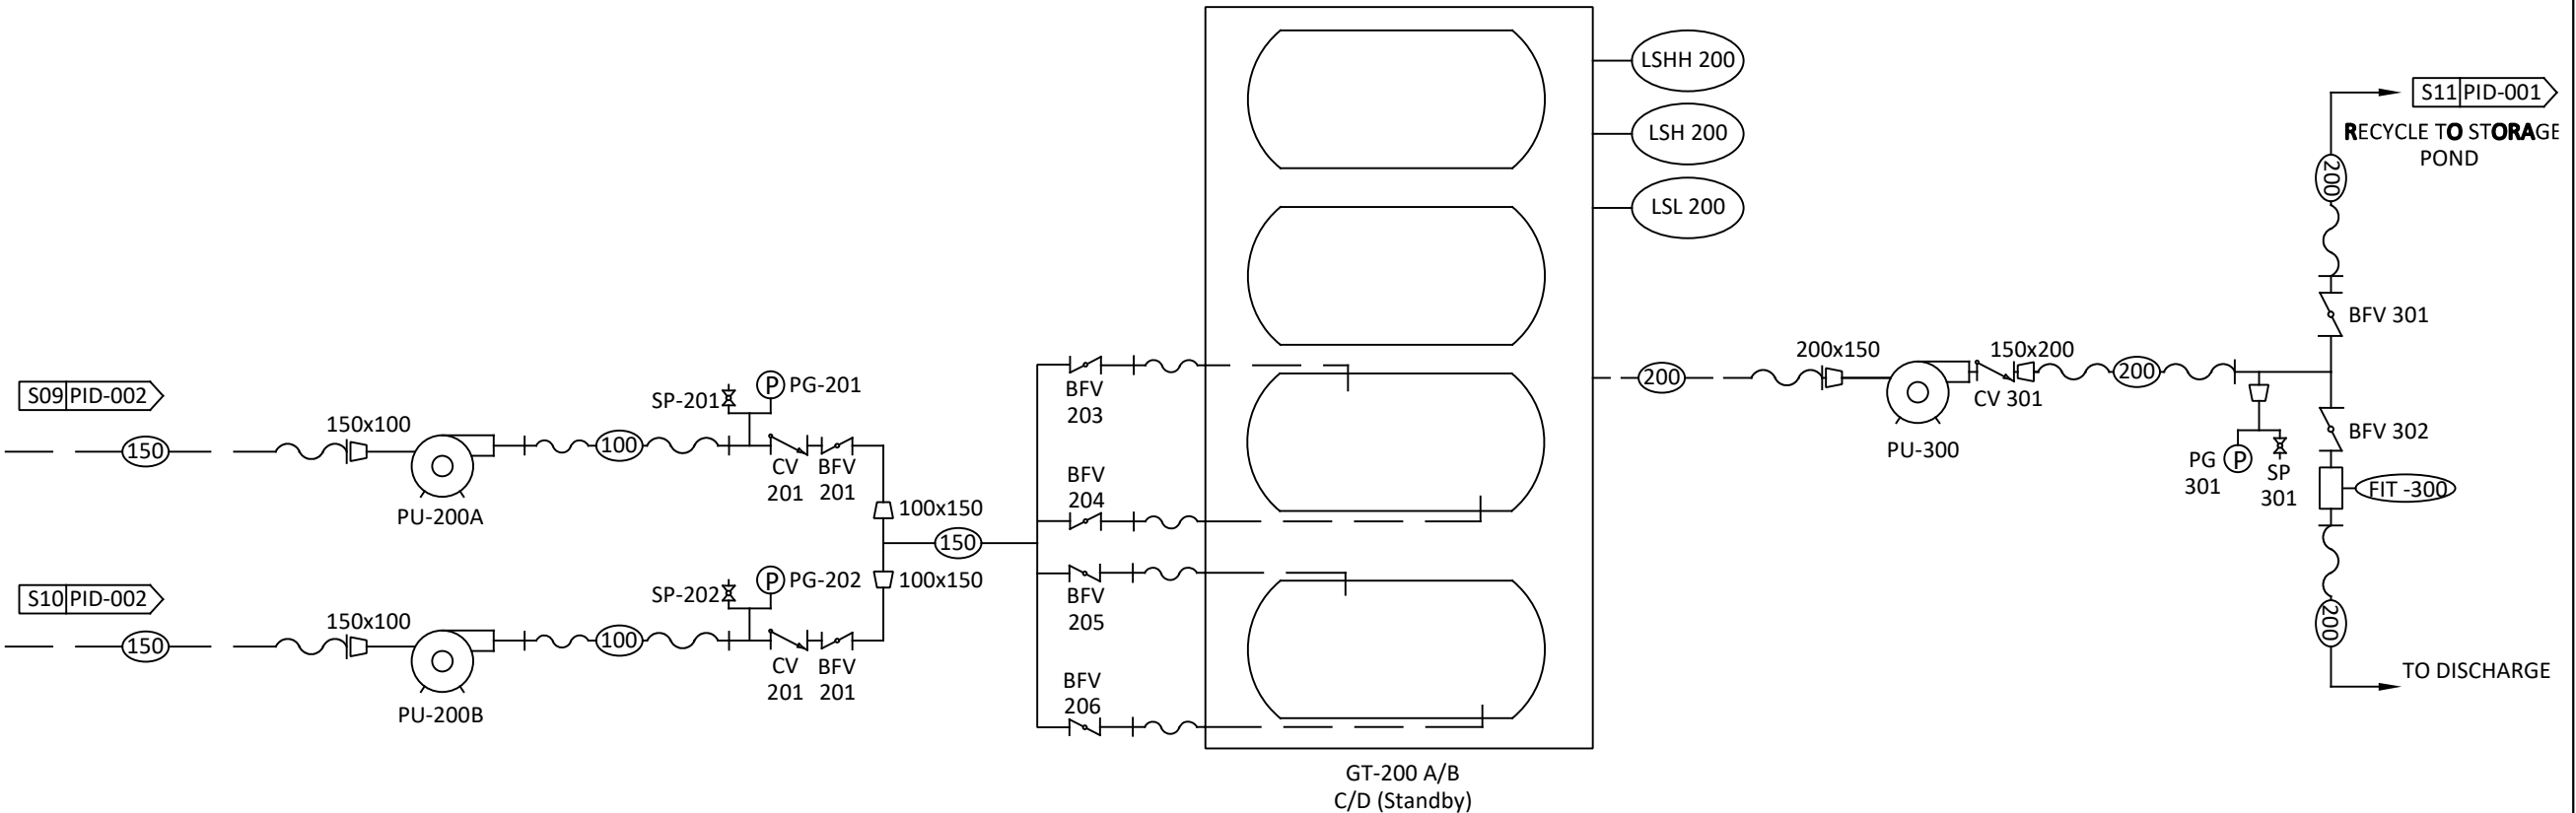 LSHH 200
LSH 200
LSL 200
S11 PID-001
RECYCLE TO STORAGE
POND
200
BFV 301
S09 PID-002
150
150x100
PU-200A
100
SP-201
P PG-201
CV
201
BFV
201
100x150
150
100x150
S10 PID-002
150
150x100
PU-200B
100
SP-202
P PG-202
CV
201
BFV
201
BFV
203
BFV
204
BFV
205
BFV
206
GT-200 A/B
C/D (Standby)
200
200x150
PU-300
150x200
CV 301
200
PG
301
P
SP
301
BFV 302
FIT -300
200
TO DISCHARGE